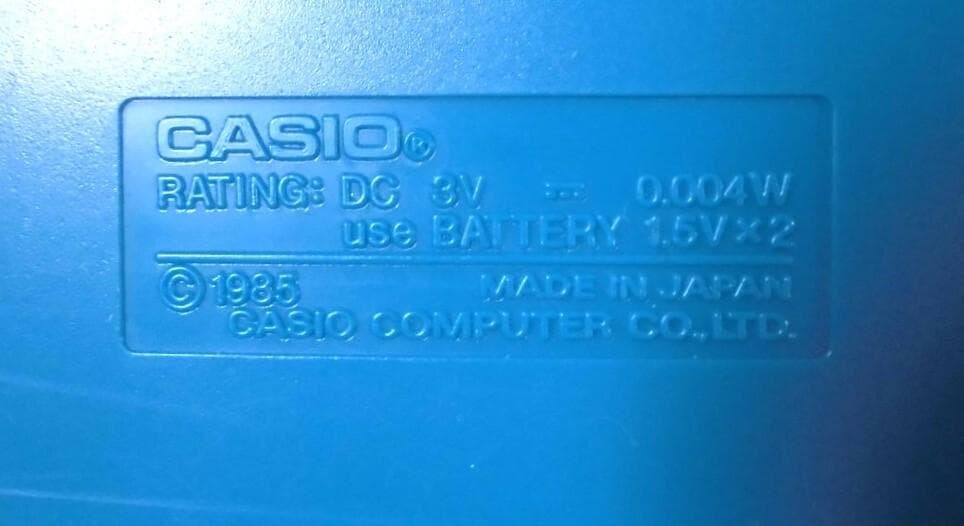 CASIO®
RATING: DC 3V ⎓ 0.004W
use BATTERY 1.5V×2
©1985 MADE IN JAPAN
CASIO COMPUTER CO.,LTD.